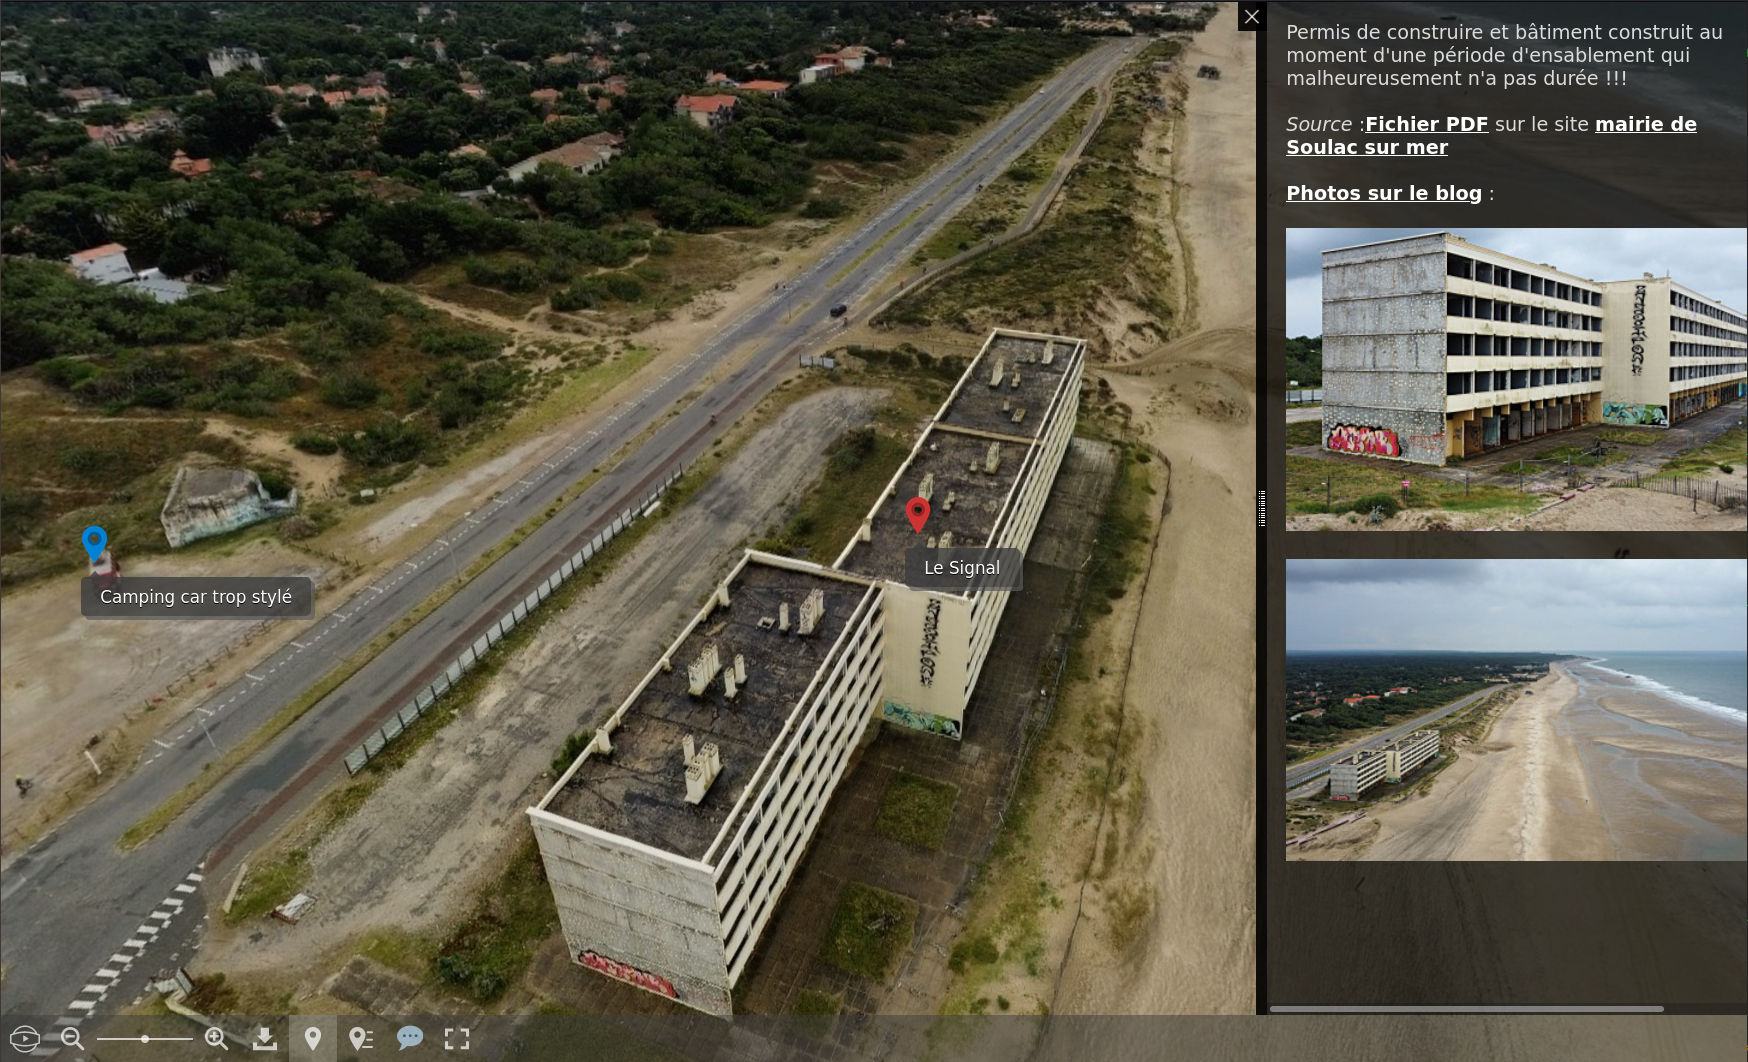 Permis de construire et bâtiment construit au
moment d'une période d'ensablement qui
malheureusement n'a pas durée !!!
Source :Fichier PDF sur le site mairie de
Soulac sur mer
Photos sur le blog :
Le Signal
Camping car trop stylé